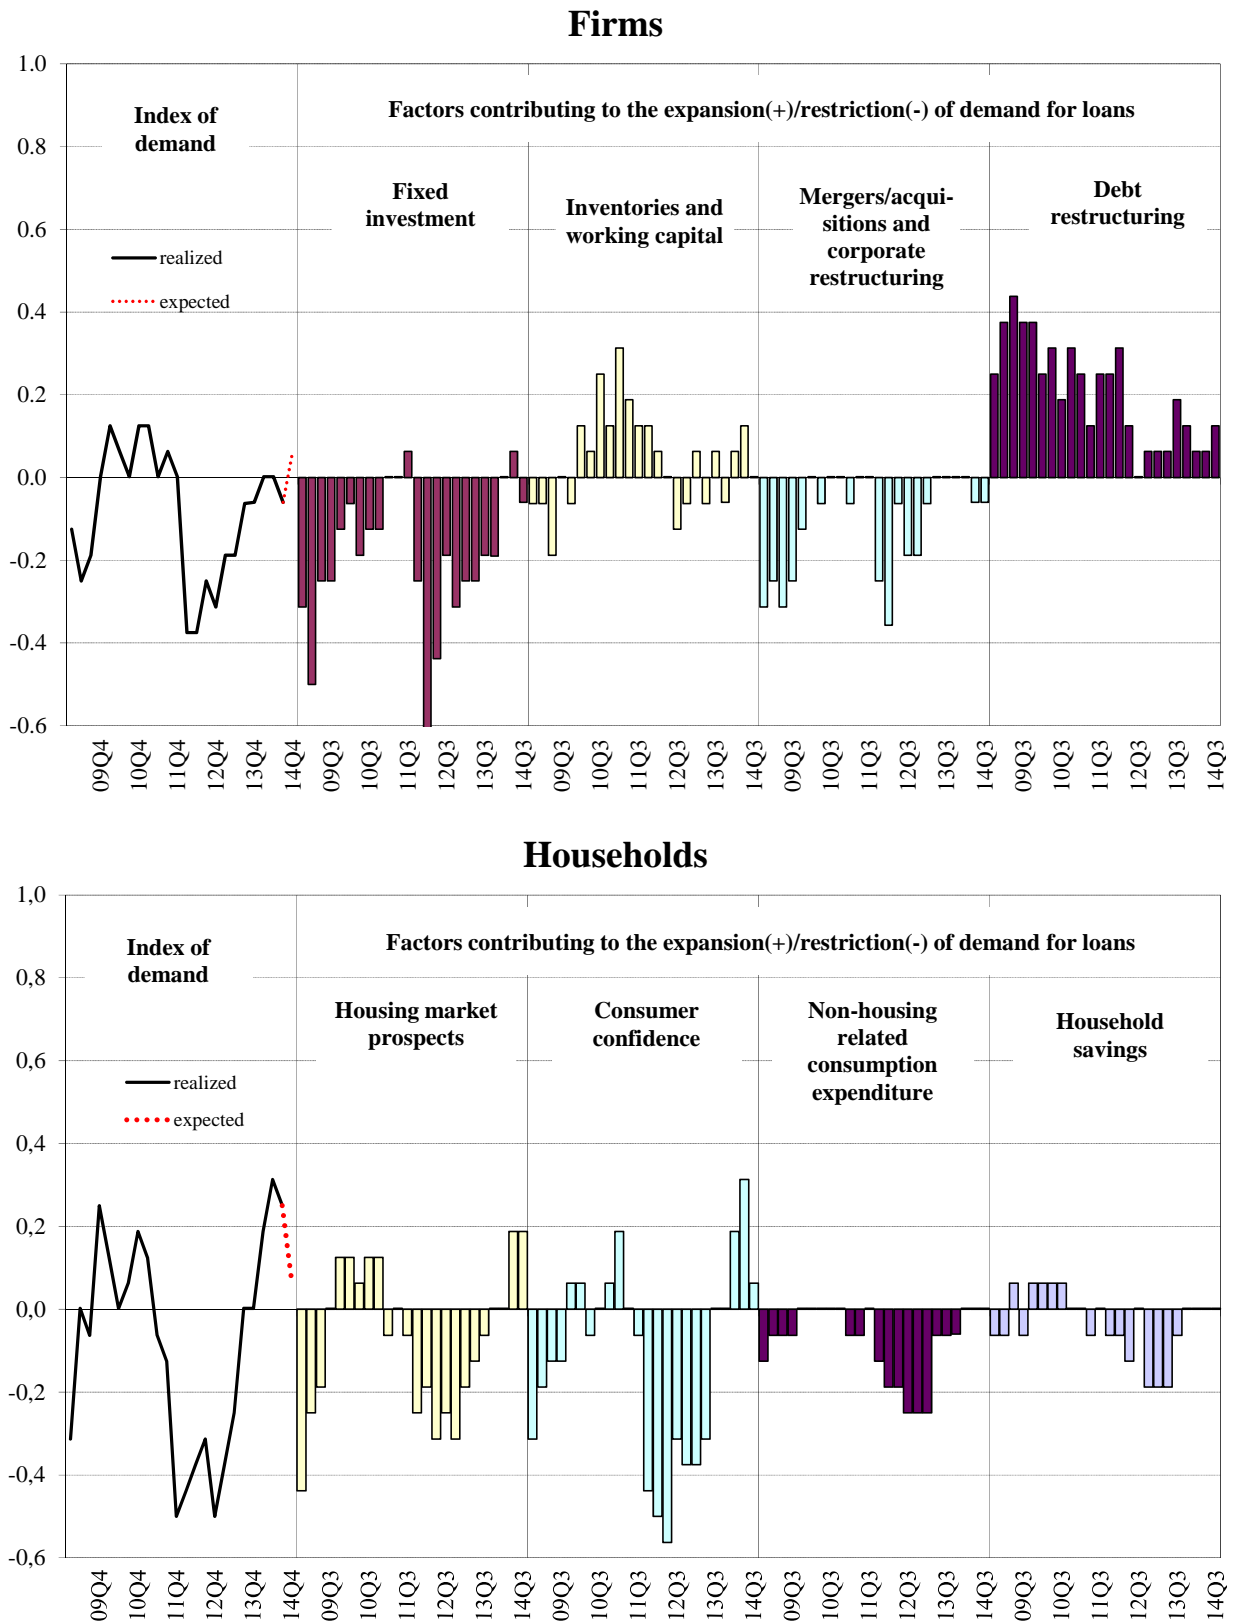 Firms
1.0
0.8
0.6
0.4
0.2
0.0
-0.2
-0.4
-0.6
Index of
demand
Factors contributing to the expansion(+)/restriction(-) of demand for loans
Fixed
investment
Inventories and
working capital
Mergers/acqui-
sitions and
corporate
restructuring
Debt
restructuring
realized
expected
09Q4
10Q4
11Q4
12Q4
13Q4
14Q4
09Q3
10Q3
11Q3
12Q3
13Q3
14Q3
09Q3
10Q3
11Q3
12Q3
13Q3
14Q3
09Q3
10Q3
11Q3
12Q3
13Q3
14Q3
09Q3
10Q3
11Q3
12Q3
13Q3
14Q3
Households
1,0
0,8
0,6
0,4
0,2
0,0
-0,2
-0,4
-0,6
Index of
demand
Factors contributing to the expansion(+)/restriction(-) of demand for loans
Housing market
prospects
Consumer
confidence
Non-housing
related
consumption
expenditure
Household
savings
realized
expected
09Q4
10Q4
11Q4
12Q4
13Q4
14Q4
09Q3
10Q3
11Q3
12Q3
13Q3
14Q3
09Q3
10Q3
11Q3
12Q3
13Q3
14Q3
09Q3
10Q3
11Q3
12Q3
13Q3
14Q3
09Q3
10Q3
11Q3
12Q3
13Q3
14Q3